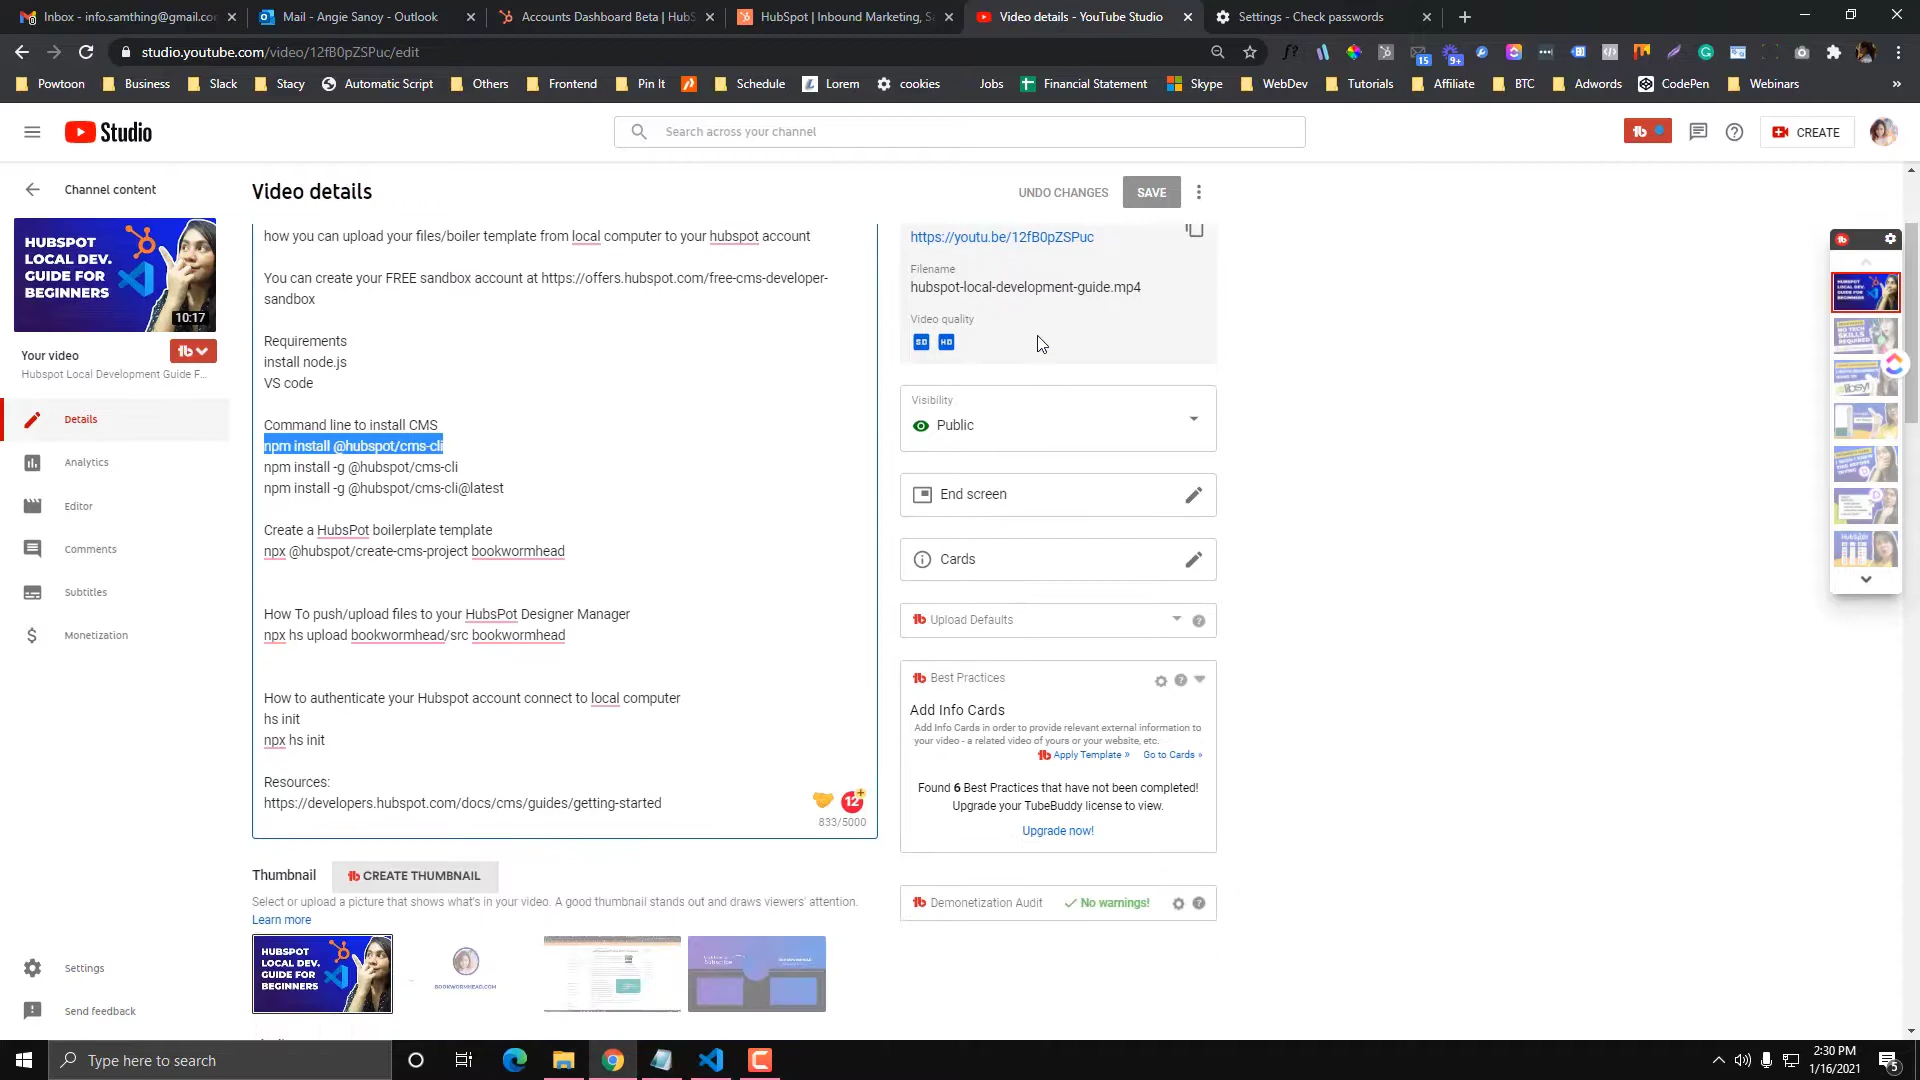 Inbox - info.samthing@gmail.co
Mail - Angie Sanoy - Outlook
Accounts Dashboard Beta | HubS
HubSpot | Inbound Marketing, S
Video details - YouTube Studio
Settings - Check passwords
studio.youtube.com/video/12fB0pZSPuc/edit
15
9+
Powtoon
Business
Slack
Stacy
Automatic Script
Others
Frontend
Pin It
Schedule
Lorem
cookies
Jobs
Financial Statement
Skype
WebDev
Tutorials
Affiliate
BTC
Adwords
CodePen
Webinars
Studio
Search across your channel
CREATE
Channel content
HUBSPOT
LOCAL DEV.
GUIDE FOR
BEGINNERS
10:17
Your video
Hubspot Local Development Guide F...
Details
Analytics
Editor
Comments
Subtitles
Monetization
Settings
Send feedback
Video details
UNDO CHANGES
SAVE
how you can upload your files/boiler template from local computer to your hubspot account
You can create your FREE sandbox account at https://offers.hubspot.com/free-cms-developer-
sandbox
Requirements
install node.js
VS code
Command line to install CMS
npm install @hubspot/cms-cli
npm install -g @hubspot/cms-cli
npm install -g @hubspot/cms-cli@latest
Create a HubsPot boilerplate template
npx @hubspot/create-cms-project bookwormhead
How To push/upload files to your HubsPot Designer Manager
npx hs upload bookwormhead/src bookwormhead
How to authenticate your Hubspot account connect to local computer
hs init
npx hs init
Resources:
https://developers.hubspot.com/docs/cms/guides/getting-started
12
833/5000
Thumbnail
CREATE THUMBNAIL
Select or upload a picture that shows what's in your video. A good thumbnail stands out and draws viewers' attention.
Learn more
HUBSPOT
LOCAL DEV.
GUIDE FOR
BEGINNERS
BOOKWORMHEAD.COM
https://youtu.be/12fB0pZSPuc
Filename
hubspot-local-development-guide.mp4
Video quality
SD
HD
Visibility
Public
End screen
Cards
Upload Defaults
Best Practices
Add Info Cards
Add Info Cards in order to provide relevant external information to
your video - a related video of yours or your website, etc.
Apply Template »
Go to Cards »
Found 6 Best Practices that have not been completed!
Upgrade your TubeBuddy license to view.
Upgrade now!
Demonetization Audit
No warnings!
Type here to search
2:30 PM
1/16/2021
5